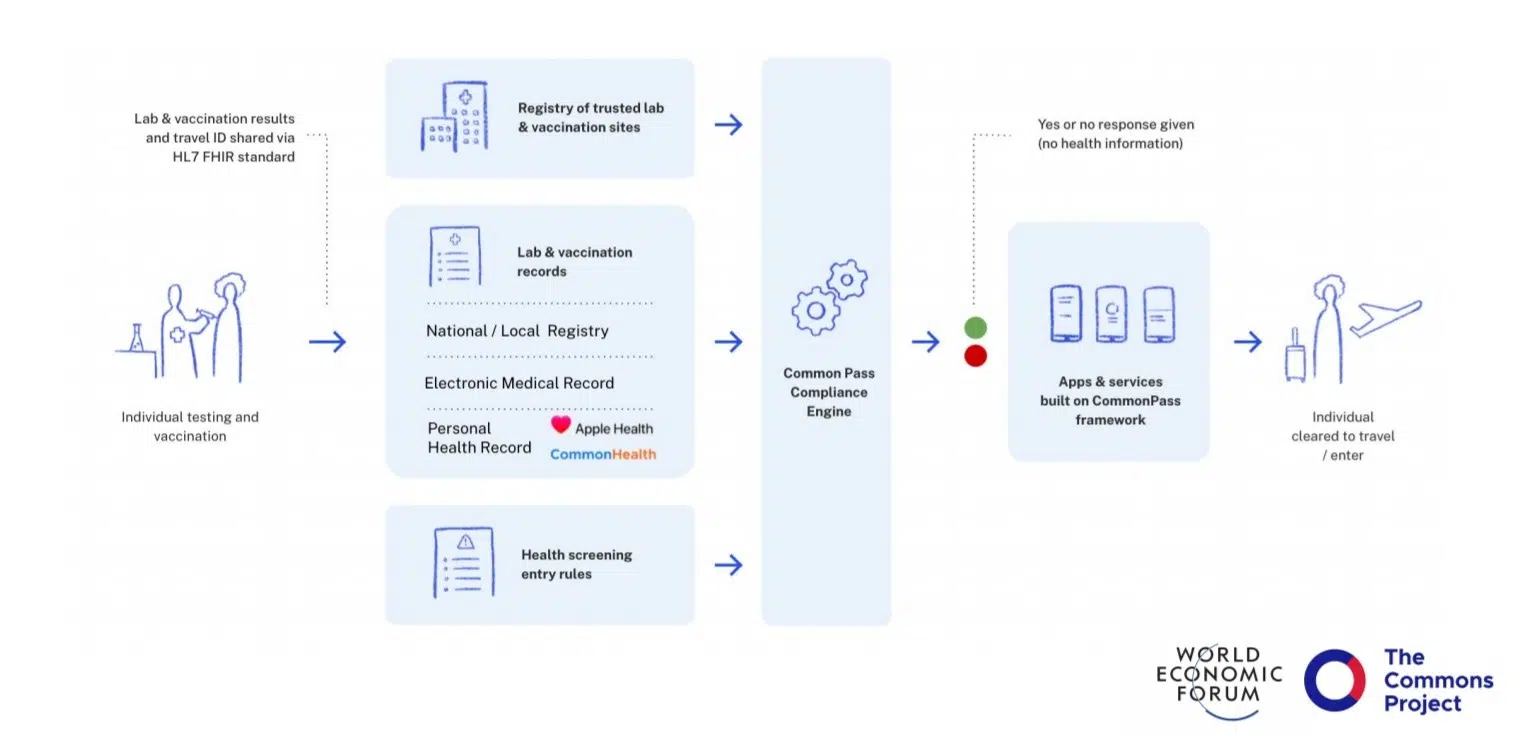 Lab & vaccination results
and travel ID shared via
HL7 FHIR standard
Individual testing and
vaccination
Registry of trusted lab
& vaccination sites
Lab & vaccination
records
National / Local Registry
Electronic Medical Record
Personal
Health Record
Apple Health
CommonHealth
Health screening
entry rules
Common Pass
Compliance
Engine
Yes or no response given
(no health information)
Apps & services
built on CommonPass
framework
Individual
cleared to travel
/ enter
WORLD
ECONOMIC
FORUM
The
Commons
Project